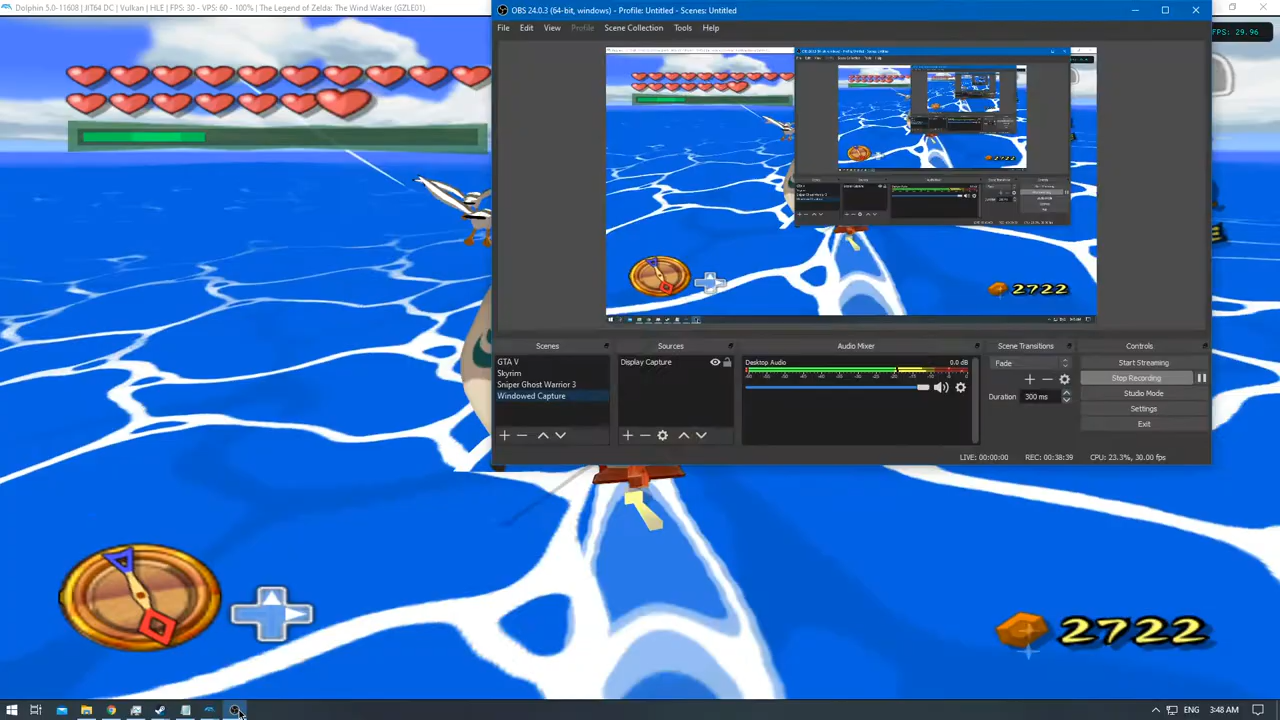 Dolphin 5.0-11608 | JIT64 DC | Vulkan | HLE | FPS: 30 - VPS: 60 - 100% | The Legend of Zelda: The Wind Waker (GZLE01)
OBS 24.0.3 (64-bit, windows) - Profile: Untitled - Scenes: Untitled
File Edit View Profile Scene Collection Tools Help
FPS: 29.96
2722
Scenes
Sources
Audio Mixer
Scene Transitions
Controls
GTA V
Skyrim
Sniper Ghost Warrior 3
Windowed Capture
Display Capture
Desktop Audio
0.0 dB
Fade
Duration 300 ms
Start Streaming
Stop Recording
Studio Mode
Settings
Exit
LIVE: 00:00:00 REC: 00:38:39 CPU: 23.3%, 30.00 fps
2722
ENG 3:48 AM